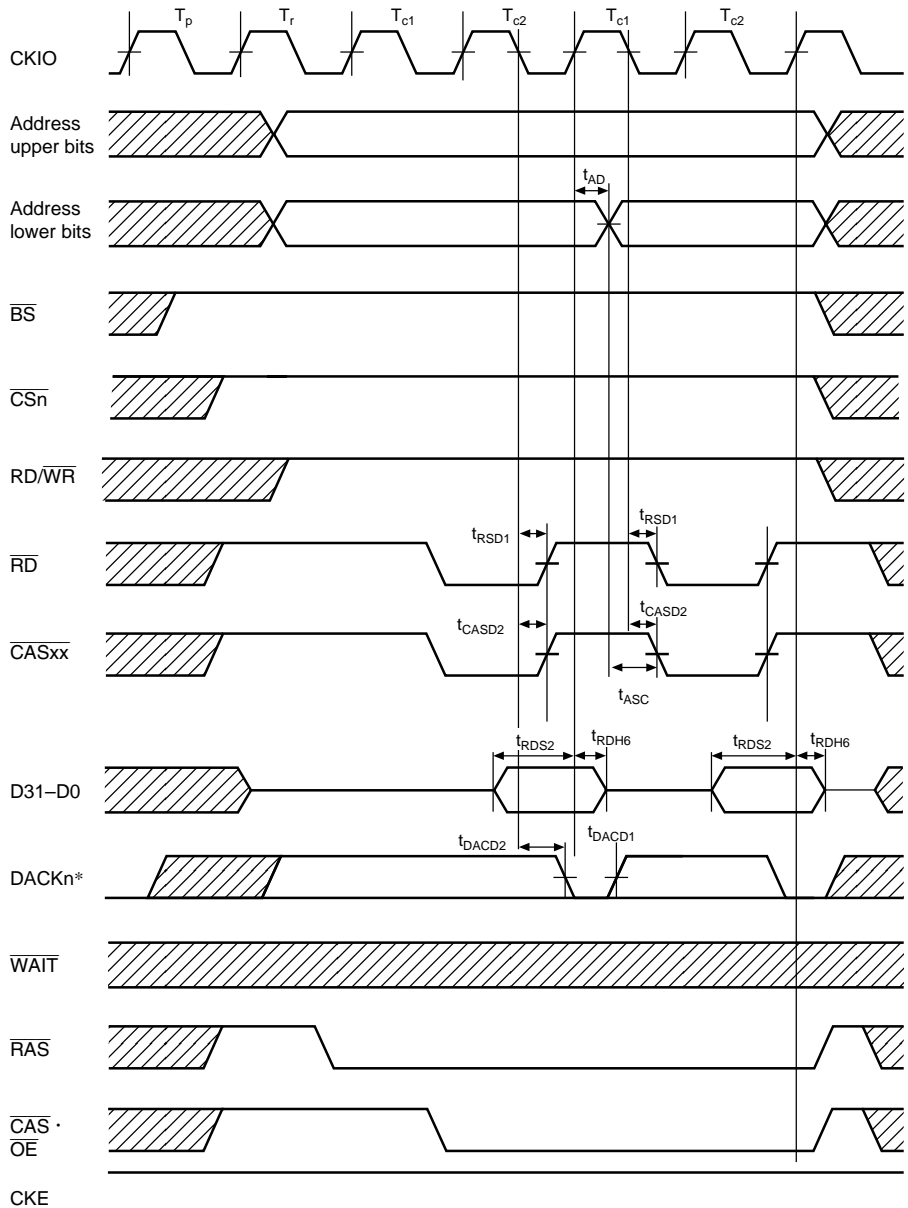 Tp Tr Tc1 Tc2 Tc1 Tc2
CKIO
Address
upper bits
tAD
Address
lower bits
BS
CSn
RD/WR
tRSD1 tRSD1
RD
tCASD2 tCASD2
CASxx
tASC
tRDS2 tRDH6 tRDS2 tRDH6
D31–D0
tDACD2 tDACD1
DACKn*
WAIT
RAS
CAS ·
OE
CKE